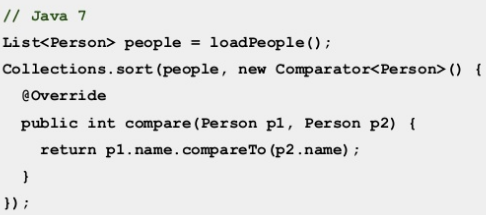 // Java 7
List<Person> people = loadPeople();
Collections.sort(people, new Comparator<Person>() {
  @Override
  public int compare(Person p1, Person p2) {
    return p1.name.compareTo(p2.name);
  }
});